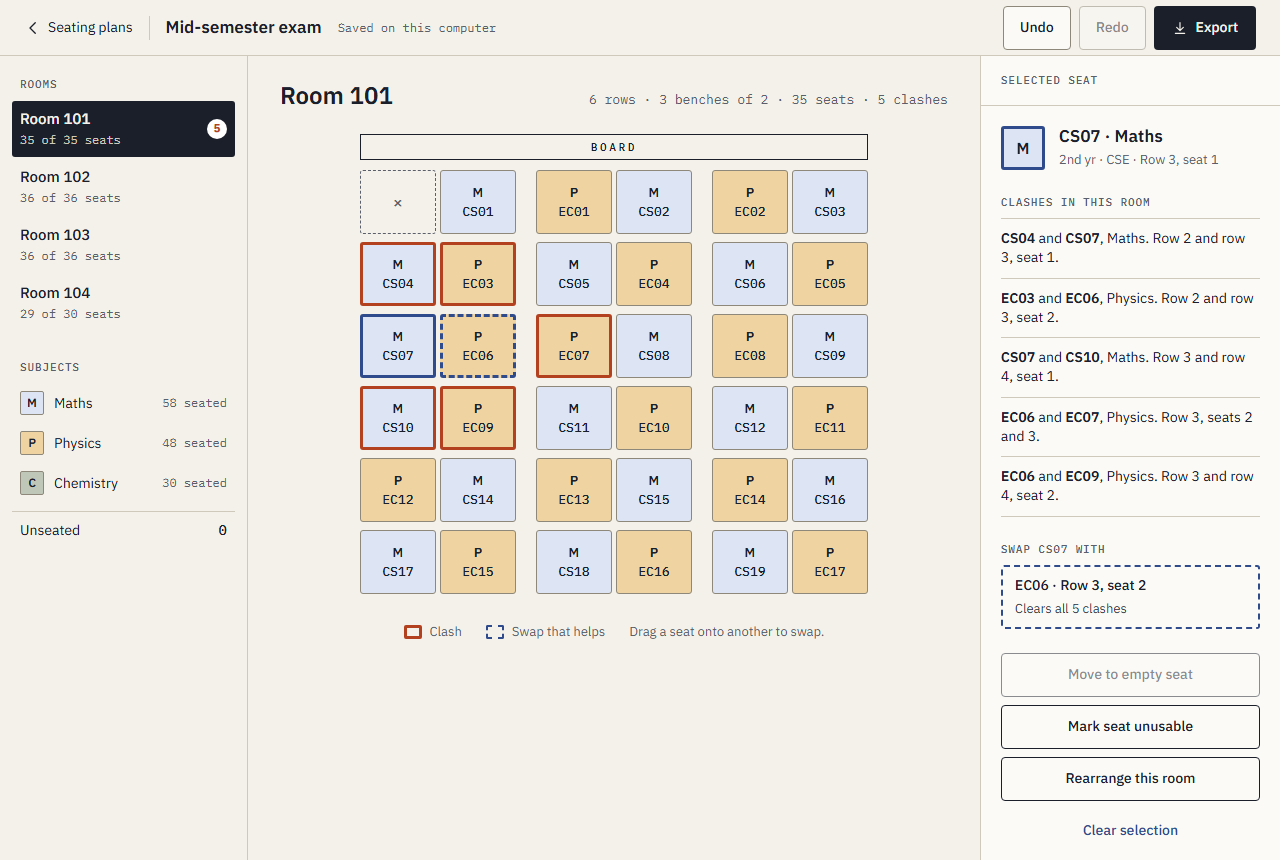 Seating plans
Mid-semester exam
Saved on this computer
Undo
Redo
Export
ROOMS
Room 101
35 of 35 seats
5
Room 102
36 of 36 seats
Room 103
36 of 36 seats
Room 104
29 of 30 seats
SUBJECTS
M Maths 58 seated
P Physics 48 seated
C Chemistry 30 seated
Unseated 0
Room 101
6 rows · 3 benches of 2 · 35 seats · 5 clashes
BOARD
× M P M P M
CS01 EC01 CS02 EC02 CS03
M P M P M P
CS04 EC03 CS05 EC04 CS06 EC05
M P P M P M
CS07 EC06 EC07 CS08 EC08 CS09
M P M P M P
CS10 EC09 CS11 EC10 CS12 EC11
P M P M P M
EC12 CS14 EC13 CS15 EC14 CS16
M P M P M P
CS17 EC15 CS18 EC16 CS19 EC17
Clash
Swap that helps
Drag a seat onto another to swap.
SELECTED SEAT
M
CS07 · Maths
2nd yr · CSE · Row 3, seat 1
CLASHES IN THIS ROOM
CS04 and CS07, Maths. Row 2 and row
3, seat 1.
EC03 and EC06, Physics. Row 2 and row
3, seat 2.
CS07 and CS10, Maths. Row 3 and row
4, seat 1.
EC06 and EC07, Physics. Row 3, seats 2
and 3.
EC06 and EC09, Physics. Row 3 and row
4, seat 2.
SWAP CS07 WITH
EC06 · Row 3, seat 2
Clears all 5 clashes
Move to empty seat
Mark seat unusable
Rearrange this room
Clear selection